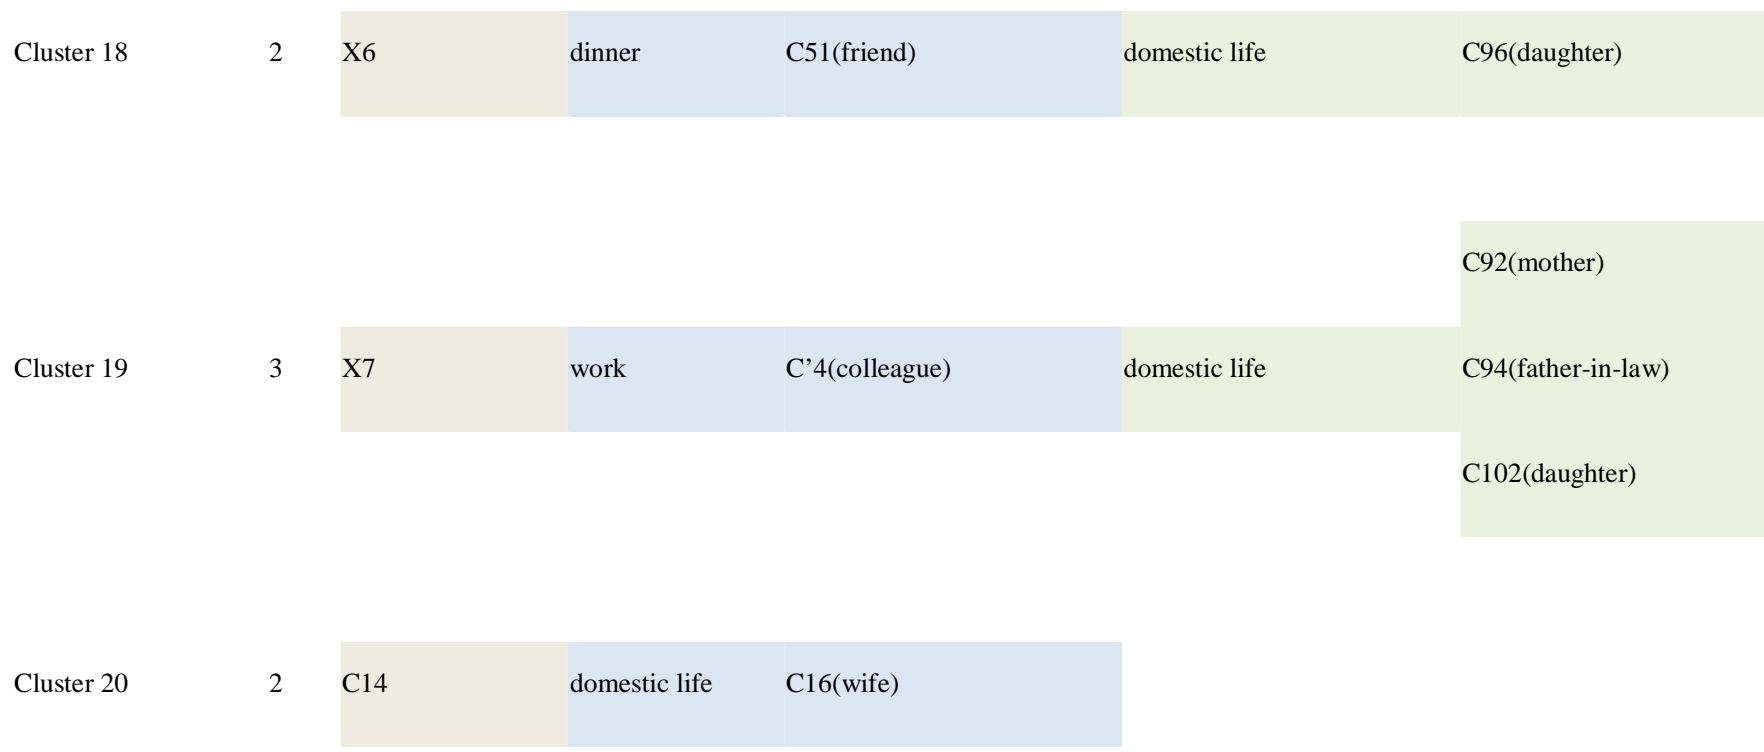 Cluster 18 2 X6 dinner C51(friend) domestic life C96(daughter)
C92(mother)
Cluster 19 3 X7 work C’4(colleague) domestic life C94(father-in-law)
C102(daughter)
Cluster 20 2 C14 domestic life C16(wife)